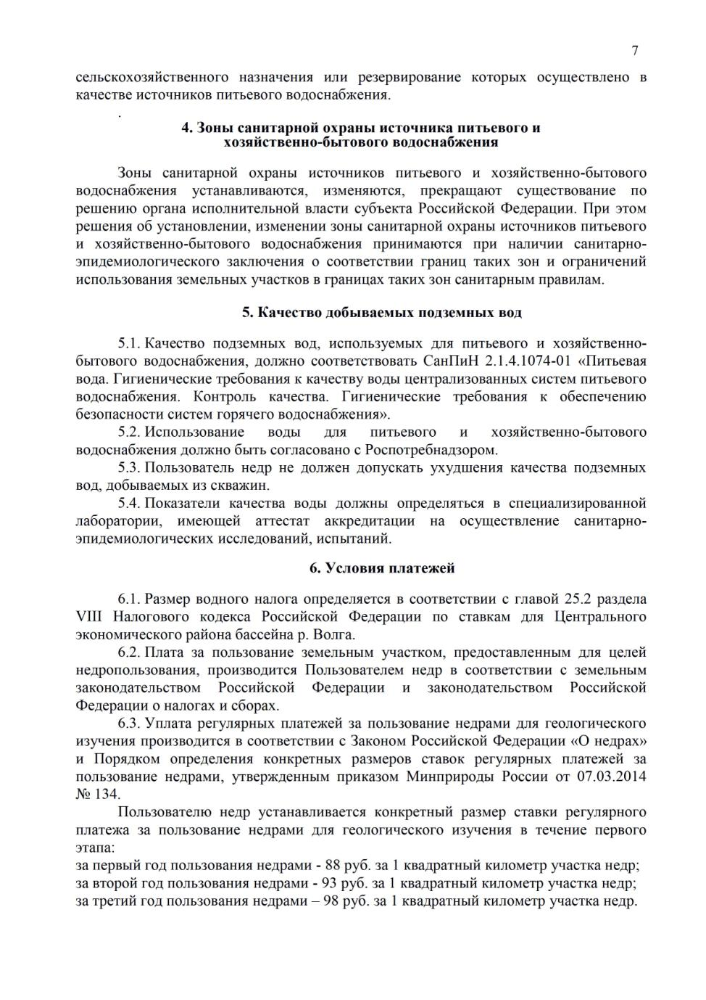 7
сельскохозяйственного назначения или резервирование которых осуществлено в
качестве источников питьевого водоснабжения.
.
4. Зоны санитарной охраны источника питьевого и
хозяйственно-бытового водоснабжения
Зоны санитарной охраны источников питьевого и хозяйственно-бытового
водоснабжения устанавливаются, изменяются, прекращают существование по
решению органа исполнительной власти субъекта Российской Федерации. При этом
решения об установлении, изменении зоны санитарной охраны источников питьевого
и хозяйственно-бытового водоснабжения принимаются при наличии санитарно-
эпидемиологического заключения о соответствии границ таких зон и ограничений
использования земельных участков в границах таких зон санитарным правилам.
5. Качество добываемых подземных вод
5.1. Качество подземных вод, используемых для питьевого и хозяйственно-
бытового водоснабжения, должно соответствовать СанПиН 2.1.4.1074-01 «Питьевая
вода. Гигиенические требования к качеству воды централизованных систем питьевого
водоснабжения. Контроль качества. Гигиенические требования к обеспечению
безопасности систем горячего водоснабжения».
5.2. Использование воды для питьевого и хозяйственно-бытового
водоснабжения должно быть согласовано с Роспотребнадзором.
5.3. Пользователь недр не должен допускать ухудшения качества подземных
вод, добываемых из скважин.
5.4. Показатели качества воды должны определяться в специализированной
лаборатории, имеющей аттестат аккредитации на осуществление санитарно-
эпидемиологических исследований, испытаний.
6. Условия платежей
6.1. Размер водного налога определяется в соответствии с главой 25.2 раздела
VIII Налогового кодекса Российской Федерации по ставкам для Центрального
экономического района бассейна р. Волга.
6.2. Плата за пользование земельным участком, предоставленным для целей
недропользования, производится Пользователем недр в соответствии с земельным
законодательством Российской Федерации и законодательством Российской
Федерации о налогах и сборах.
6.3. Уплата регулярных платежей за пользование недрами для геологического
изучения производится в соответствии с Законом Российской Федерации «О недрах»
и Порядком определения конкретных размеров ставок регулярных платежей за
пользование недрами, утвержденным приказом Минприроды России от 07.03.2014
№ 134.
Пользователю недр устанавливается конкретный размер ставки регулярного
платежа за пользование недрами для геологического изучения в течение первого
этапа:
за первый год пользования недрами - 88 руб. за 1 квадратный километр участка недр;
за второй год пользования недрами - 93 руб. за 1 квадратный километр участка недр;
за третий год пользования недрами – 98 руб. за 1 квадратный километр участка недр.